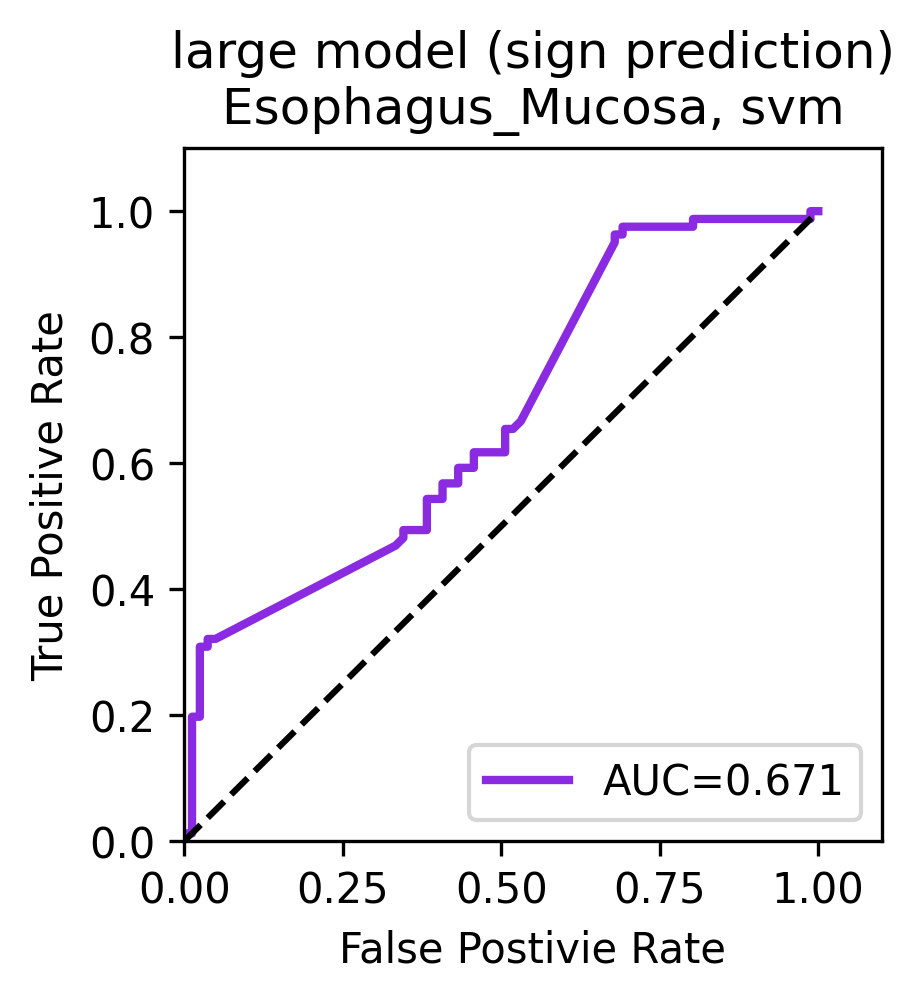 large model (sign prediction)
Esophagus_Mucosa, svm
1.0
0.8
0.6
0.4
0.2
0.0
True Positive Rate
AUC=0.671
0.00 0.25 0.50 0.75 1.00
False Postivie Rate